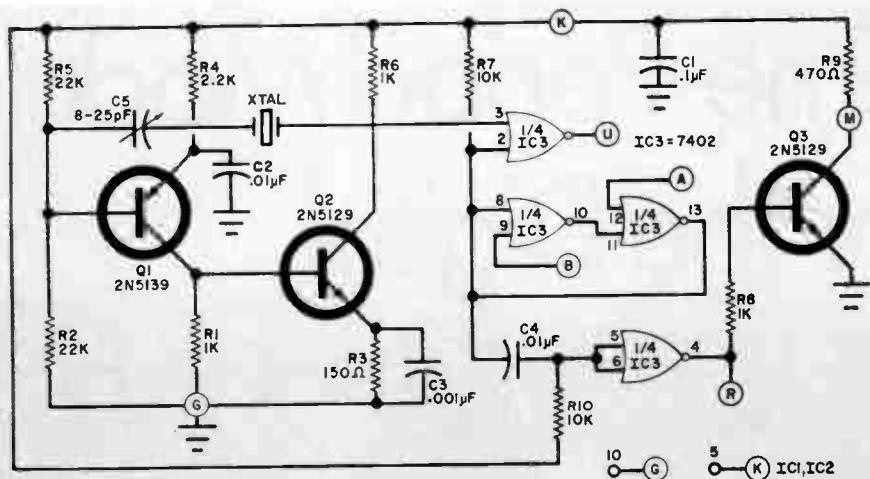 K
R5
22K
R4
2.2K
R6
1K
R7
10K
C1
.1µF
R9
470Ω
C5
8-25pF
XTAL
3
2
1/4
IC3
U
IC3=7402
M
Q3
2N5129
C2
.01µF
Q2
2N5129
Q1
2N5139
8
9
1/4
IC3
10
A
12
11
1/4
IC3
13
B
R2
22K
R1
1K
R3
150Ω
C3
.001µF
C4
.01µF
5
6
1/4
IC3
4
R8
1K
R
G
R10
10K
10
G
5
K
IC1,IC2